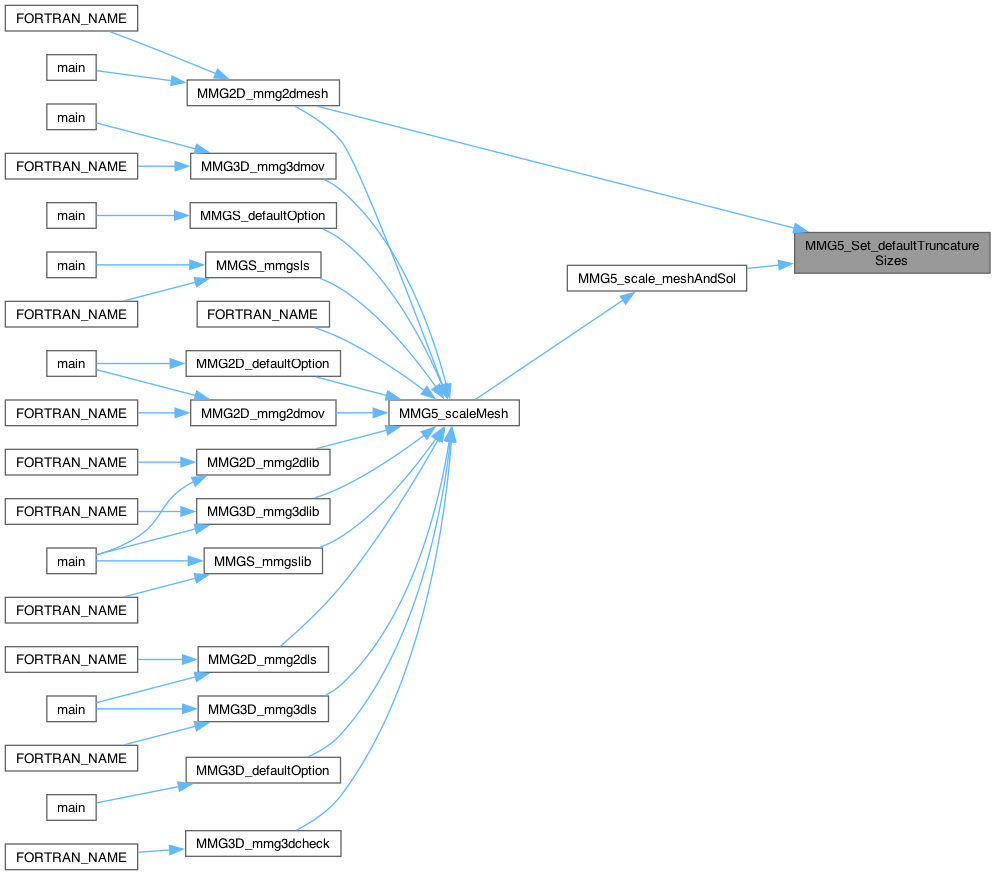 FORTRAN_NAME
main
MMG2D_mmg2dmesh
main
MMG3D_mmg3dmov
FORTRAN_NAME
main
MMGS_defaultOption
MMG5_Set_defaultTruncature
Sizes
main
MMGS_mmgsls
MMG5_scale_meshAndSol
FORTRAN_NAME
FORTRAN_NAME
main
MMG2D_defaultOption
FORTRAN_NAME
MMG2D_mmg2dmov
MMG5_scaleMesh
FORTRAN_NAME
MMG2D_mmg2dlib
FORTRAN_NAME
MMG3D_mmg3dlib
main
MMGS_mmgslib
FORTRAN_NAME
FORTRAN_NAME
MMG2D_mmg2dls
main
MMG3D_mmg3dls
FORTRAN_NAME
MMG3D_defaultOption
main
MMG3D_mmg3dcheck
FORTRAN_NAME